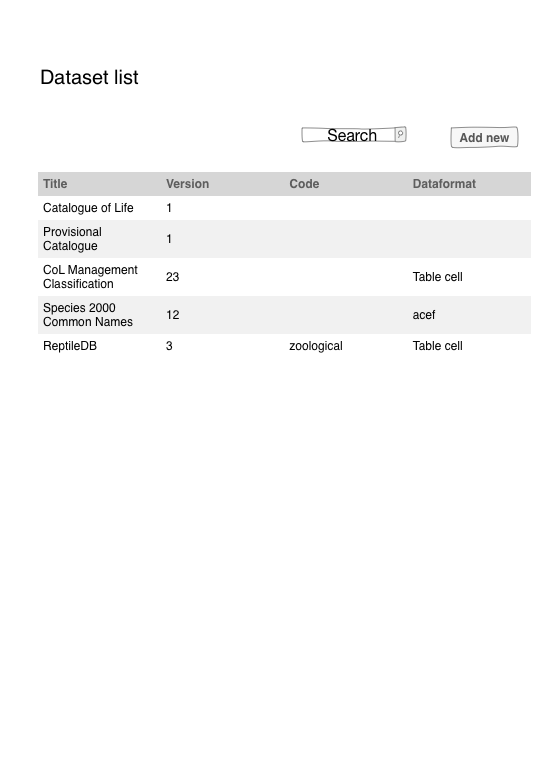 Dataset list
Search
Add new
Title Version Code Dataformat
Catalogue of Life 1
Provisional
Catalogue 1
CoL Management
Classification 23 Table cell
Species 2000
Common Names 12 acef
ReptileDB 3 zoological Table cell